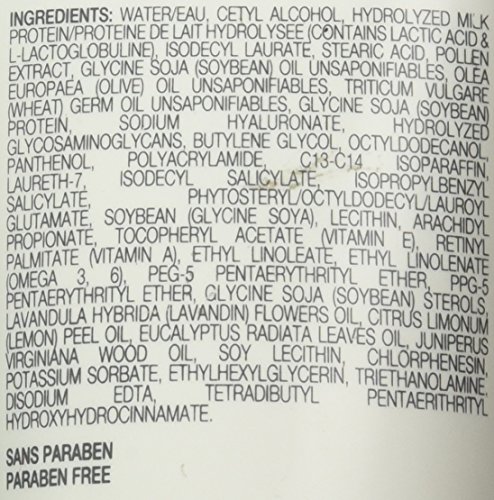 INGREDIENTS: WATER/EAU, CETYL ALCOHOL, HYDROLYZED MILK
PROTEIN/PROTEINE DE LAIT HYDROLYSEE (CONTAINS LACTIC ACID &
L-LACTOGLOBULINE), ISODECYL LAURATE, STEARIC ACID, POLLEN
EXTRACT, GLYCINE SOJA (SOYBEAN) OIL UNSAPONIFIABLES, OLEA
EUROPAEA (OLIVE) OIL UNSAPONIFIABLES, TRITICUM VULGARE
(WHEAT) GERM OIL UNSAPONIFIABLES, GLYCINE SOJA (SOYBEAN)
PROTEIN, SODIUM HYALURONATE, HYDROLYZED
GLYCOSAMINOGLYCANS, BUTYLENE GLYCOL, OCTYLDODECANOL,
PANTHENOL, POLYACRYLAMIDE, C13-C14 ISOPARAFFIN,
LAURETH-7, ISODECYL SALICYLATE, ISOPROPYLBENZYL
SALICYLATE, PHYTOSTERYL/OCTYLDODECYL/LAUROYL
GLUTAMATE, SOYBEAN (GLYCINE SOYA), LECITHIN, ARACHIDYL
PROPIONATE, TOCOPHERYL ACETATE (VITAMIN E), RETINYL
PALMITATE (VITAMIN A), ETHYL LINOLEATE, ETHYL LINOLENATE
(OMEGA 3, 6), PEG-5 PENTAERYTHRITYL ETHER, PPG-5
PENTAERYTHRITYL ETHER, GLYCINE SOJA (SOYBEAN) STEROLS,
LAVANDULA HYBRIDA (LAVANDIN) FLOWERS OIL, CITRUS LIMONUM
(LEMON) PEEL OIL, EUCALYPTUS RADIATA LEAVES OIL, JUNIPERUS
VIRGINIANA WOOD OIL, SOY LECITHIN, CHLORPHENESIN,
POTASSIUM SORBATE, ETHYLHEXYLGLYCERIN, TRIETHANOLAMINE.
DISODIUM EDTA, TETRADIBUTYL PENTAERITHRITYL
HYDROXYHYDROCINNAMATE.
SANS PARABEN
PARABEN FREE